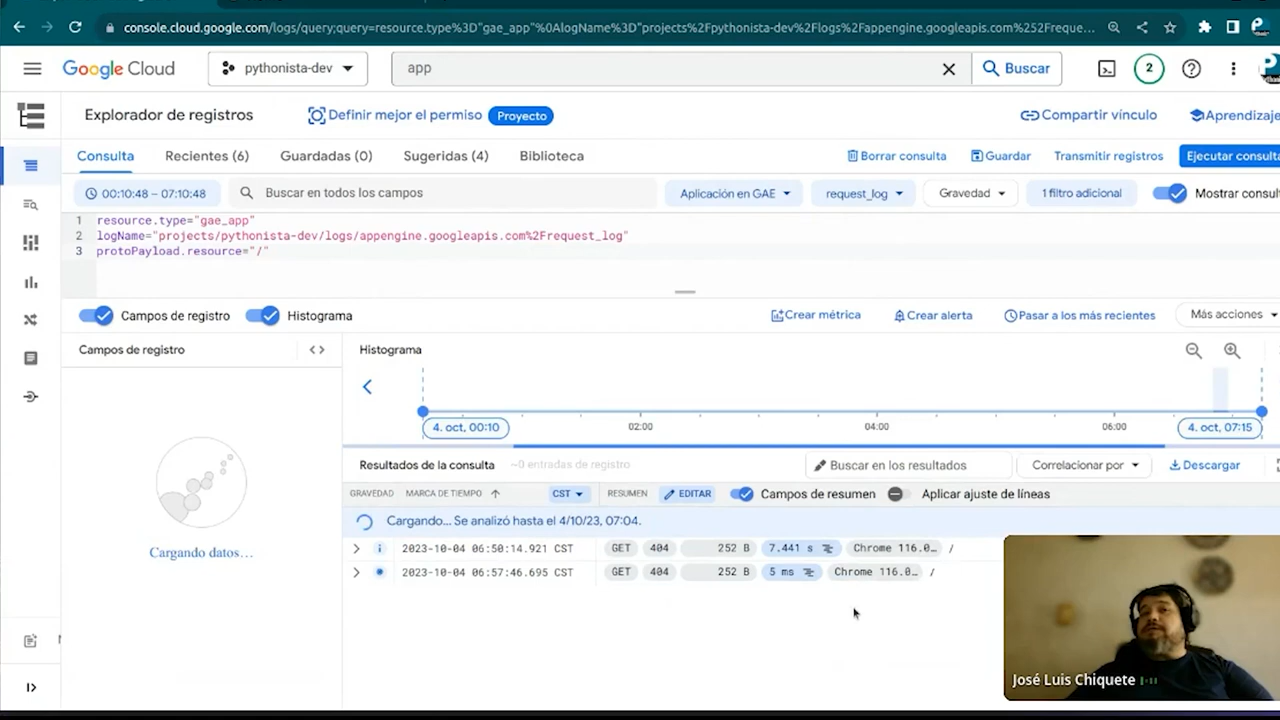 console.cloud.google.com/logs/query;query=resource.type%3D"gae_app"%0AlogName%3D"projects%2Fpythonista-dev%2Flogs%2Fappengine.googleapis.com%252Freque...
Google Cloud
pythonista-dev
app
Buscar
2
Explorador de registros
Definir mejor el permiso
Proyecto
Compartir vínculo
Aprendizaje
Consulta
Recientes (6)
Guardadas (0)
Sugeridas (4)
Biblioteca
Borrar consulta
Guardar
Transmitir registros
Ejecutar consulta
00:10:48 – 07:10:48
Buscar en todos los campos
Aplicación en GAE
request_log
Gravedad
1 filtro adicional
Mostrar consul
1 resource.type="gae_app"
2 logName="projects/pythonista-dev/logs/appengine.googleapis.com%2Frequest_log"
3 protoPayload.resource="/"
Campos de registro
Histograma
Crear métrica
Crear alerta
Pasar a los más recientes
Más acciones
Campos de registro
Histograma
4. oct, 00:10
02:00
04:00
06:00
4. oct, 07:15
Resultados de la consulta
~0 entradas de registro
Buscar en los resultados
Correlacionar por
Descargar
GRAVEDAD
MARCA DE TIEMPO
CST
RESUMEN
EDITAR
Campos de resumen
Aplicar ajuste de líneas
Cargando... Se analizó hasta el 4/10/23, 07:04.
2023-10-04 06:50:14.921 CST GET 404 252 B 7.441 s Chrome 116.0... /
2023-10-04 06:57:46.695 CST GET 404 252 B 5 ms Chrome 116.0... /
Cargando datos...
José Luis Chiquete